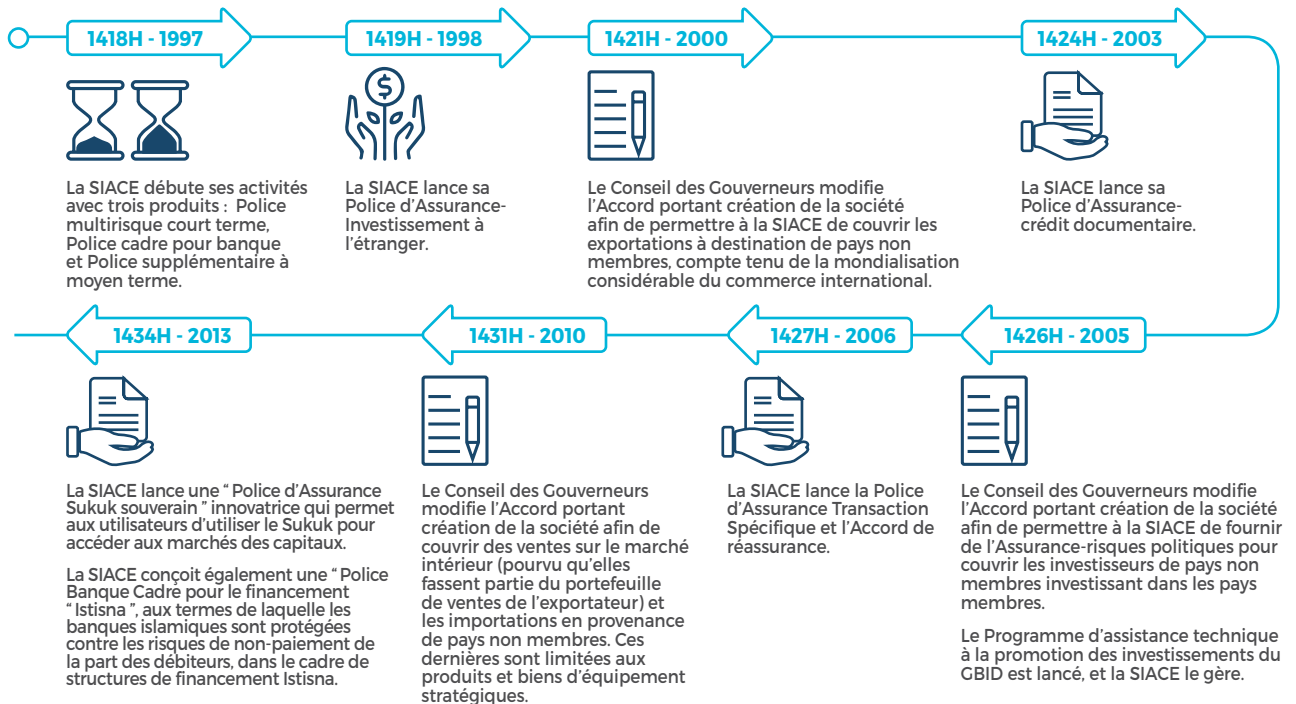 1418H - 1997
La SIACE débute ses activités
avec trois produits : Police
multirisque court terme,
Police cadre pour banque
et Police supplémentaire à
moyen terme.
1419H - 1998
$
La SIACE lance sa
Police d’Assurance-
Investissement à
l’étranger.
1421H - 2000
Le Conseil des Gouverneurs modifie
l’Accord portant création de la société
afin de permettre à la SIACE de couvrir les
exportations à destination de pays non
membres, compte tenu de la mondialisation
considérable du commerce international.
1424H - 2003
La SIACE lance sa
Police d’Assurance-
crédit documentaire.
1426H - 2005
Le Conseil des Gouverneurs modifie
l’Accord portant création de la société
afin de permettre à la SIACE de fournir
de l’Assurance-risques politiques pour
couvrir les investisseurs de pays non
membres investissant dans les pays
membres.
Le Programme d’assistance technique
à la promotion des investissements du
GBID est lancé, et la SIACE le gère.
1427H - 2006
La SIACE lance la Police
d’Assurance Transaction
Spécifique et l’Accord de
réassurance.
1431H - 2010
Le Conseil des Gouverneurs
modifie l’Accord portant
création de la société afin de
couvrir des ventes sur le marché
intérieur (pourvu qu’elles
fassent partie du portefeuille
de ventes de l’exportateur) et
les importations en provenance
de pays non membres. Ces
dernières sont limitées aux
produits et biens d’équipement
stratégiques.
1434H - 2013
La SIACE lance une “ Police d’Assurance
Sukuk souverain ” innovatrice qui permet
aux utilisateurs d’utiliser le Sukuk pour
accéder aux marchés des capitaux.
La SIACE conçoit également une “ Police
Banque Cadre pour le financement
“ Istisna ”, aux termes de laquelle les
banques islamiques sont protégées
contre les risques de non-paiement de
la part des débiteurs, dans le cadre de
structures de financement Istisna.